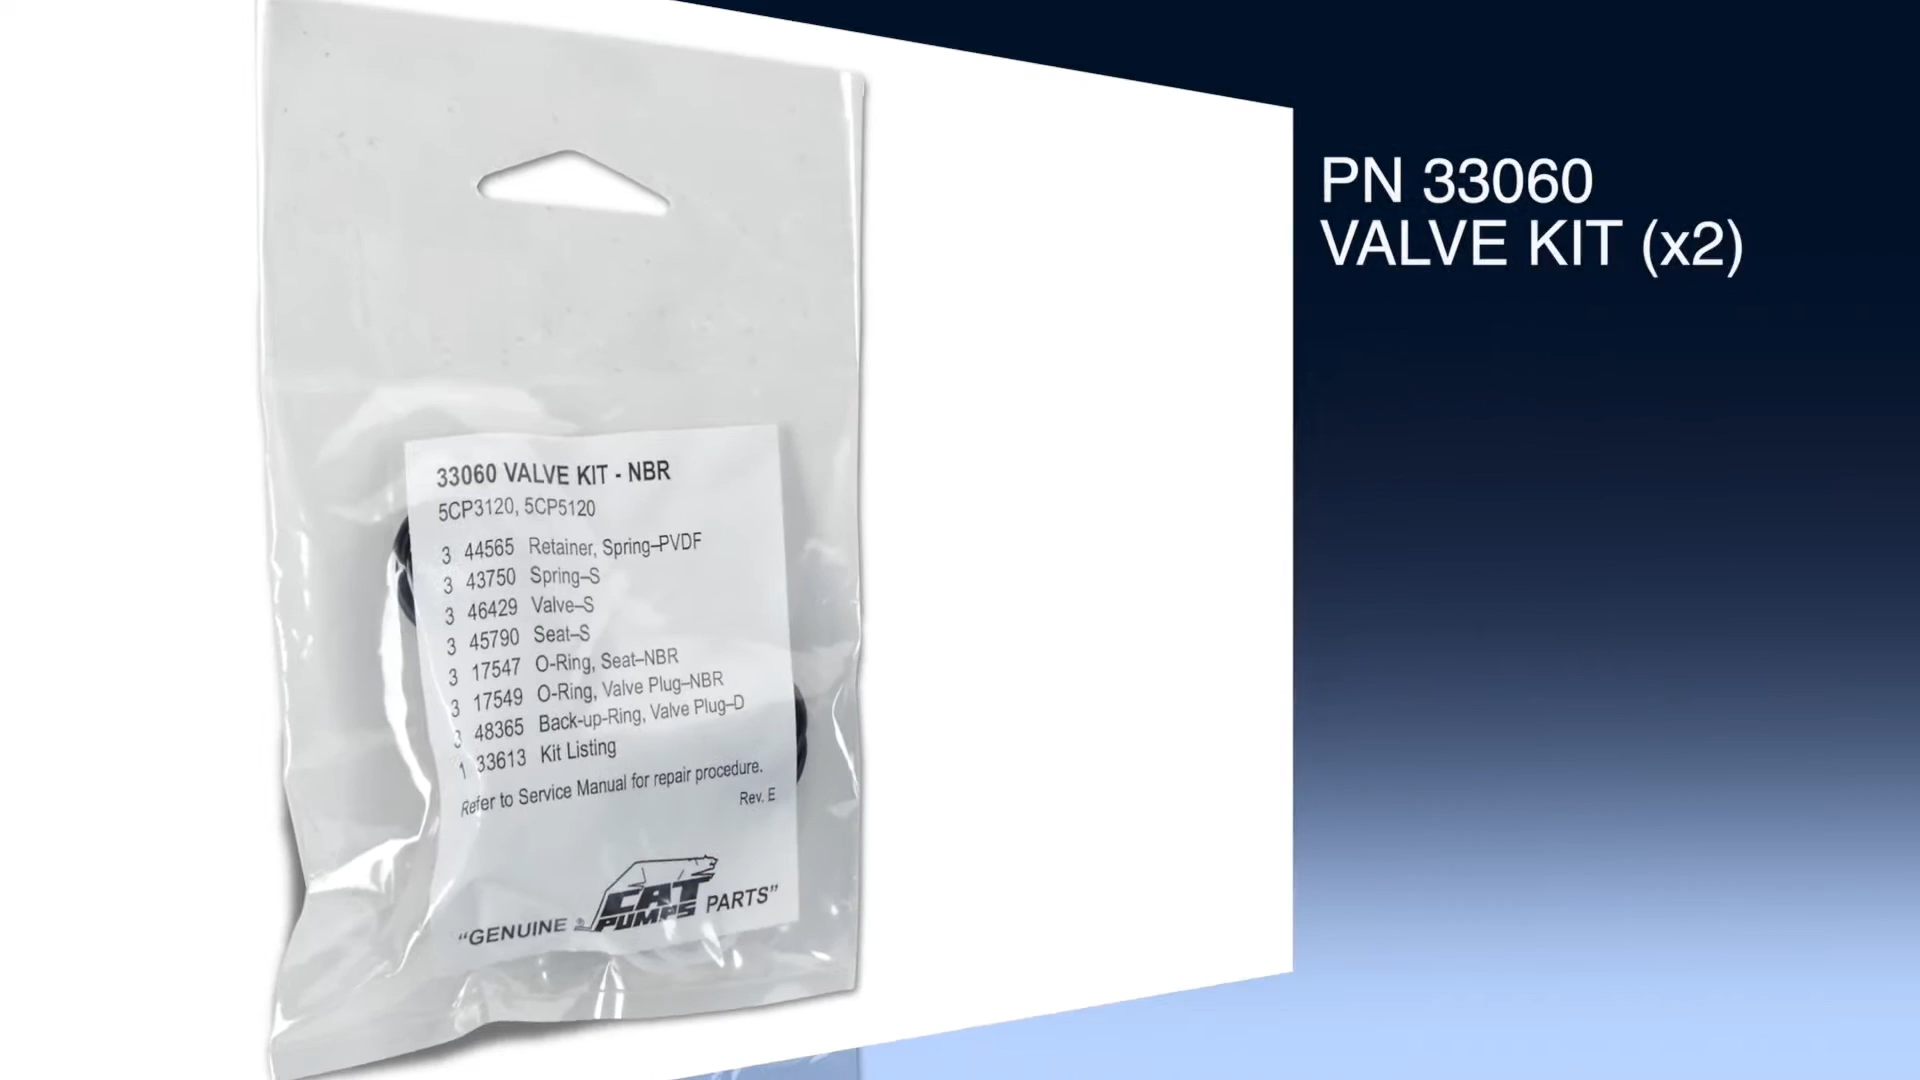 PN 33060
VALVE KIT (x2)
33060 VALVE KIT - NBR
5CP3120, 5CP5120
3 44565 Retainer, Spring–PVDF
3 43750 Spring–S
3 46429 Valve–S
3 45790 Seat–S
3 17547 O-Ring, Seat–NBR
3 17549 O-Ring, Valve Plug–NBR
3 48365 Back-up-Ring, Valve Plug–D
1 33613 Kit Listing
Refer to Service Manual for repair procedure.
Rev. E
“GENUINE ® CAT PUMPS PARTS”